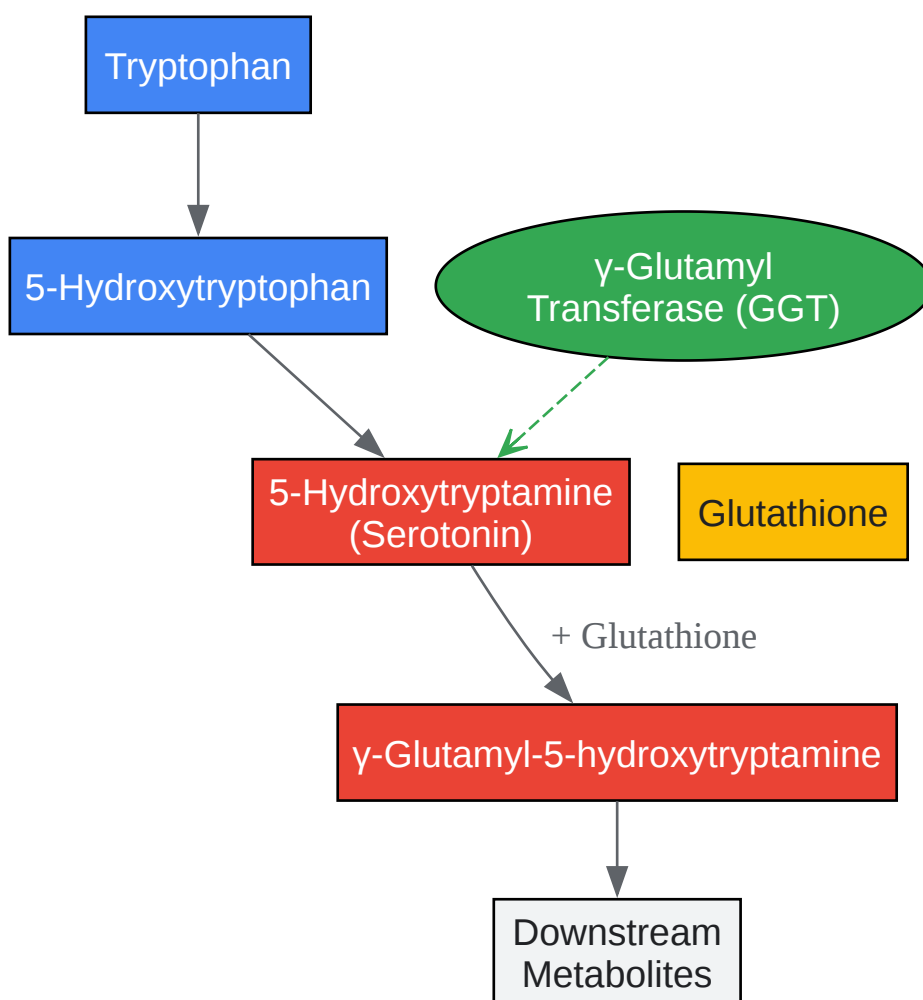 Tryptophan
5-Hydroxytryptophan
γ-Glutamyl
Transferase (GGT)
5-Hydroxytryptamine
(Serotonin)
Glutathione
+ Glutathione
γ-Glutamyl-5-hydroxytryptamine
Downstream
Metabolites